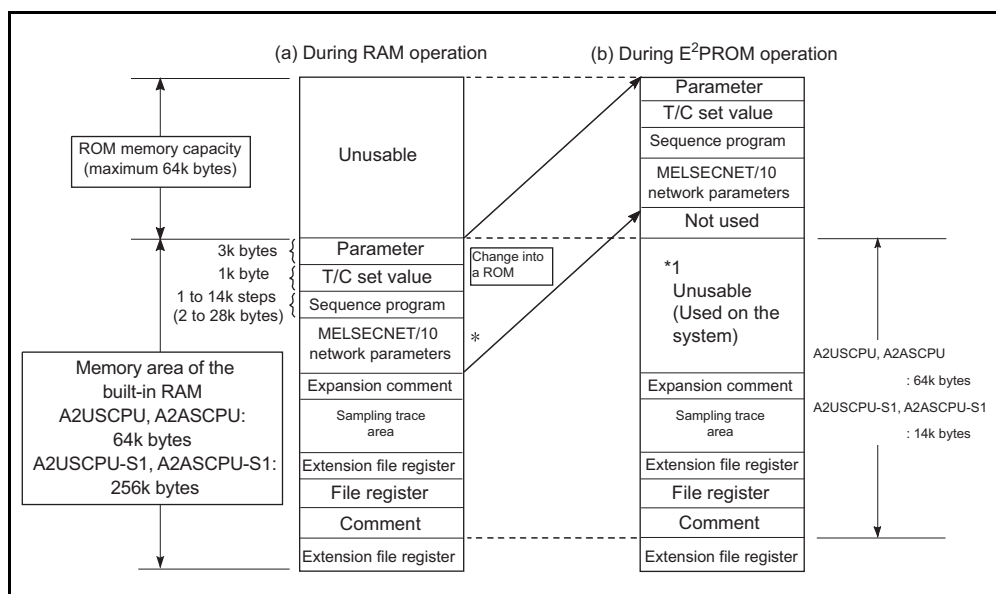 (a) During RAM operation
(b) During E²PROM operation
ROM memory capacity
(maximum 64k bytes)
3k bytes
1k byte
1 to 14k steps
(2 to 28k bytes)
Memory area of the
built-in RAM
A2USCPU, A2ASCPU:
64k bytes
A2USCPU-S1, A2ASCPU-S1:
256k bytes
Unusable
Parameter
T/C set value
Sequence program
MELSECNET/10
network parameters
Expansion comment
Sampling trace
area
Extension file register
File register
Comment
Extension file register
Change into
a ROM
*
Parameter
T/C set value
Sequence program
MELSECNET/10
network parameters
Not used
*1
Unusable
(Used on the
system)
Expansion comment
Sampling trace
area
Extension file register
File register
Comment
Extension file register
A2USCPU, A2ASCPU
: 64k bytes
A2USCPU-S1, A2ASCPU-S1
: 14k bytes